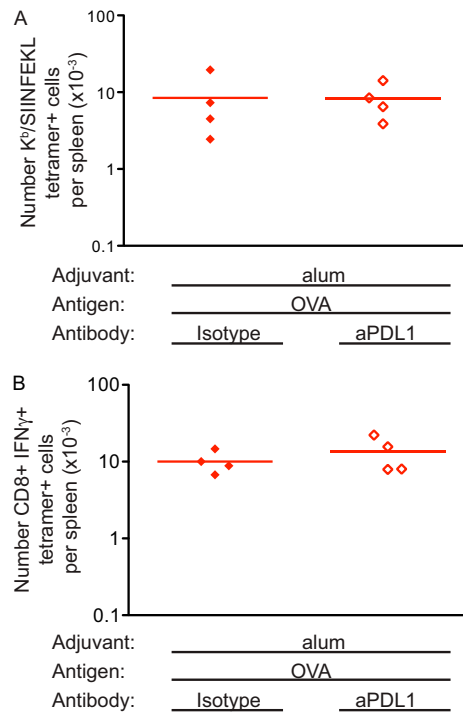 A
Number Kᵇ/SIINFEKL
tetramer+ cells
per spleen (x10⁻³)
100
10
1
0.1
Adjuvant: alum
Antigen: OVA
Antibody: Isotype aPDL1
B
Number CD8+ IFNγ+
tetramer+ cells
per spleen (x10⁻³)
100
10
1
0.1
Adjuvant: alum
Antigen: OVA
Antibody: Isotype aPDL1